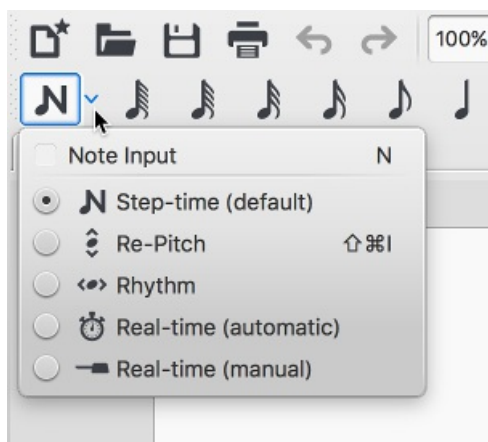 100%
Note Input N
Step-time (default)
Re-Pitch ⇧⌘I
Rhythm
Real-time (automatic)
Real-time (manual)